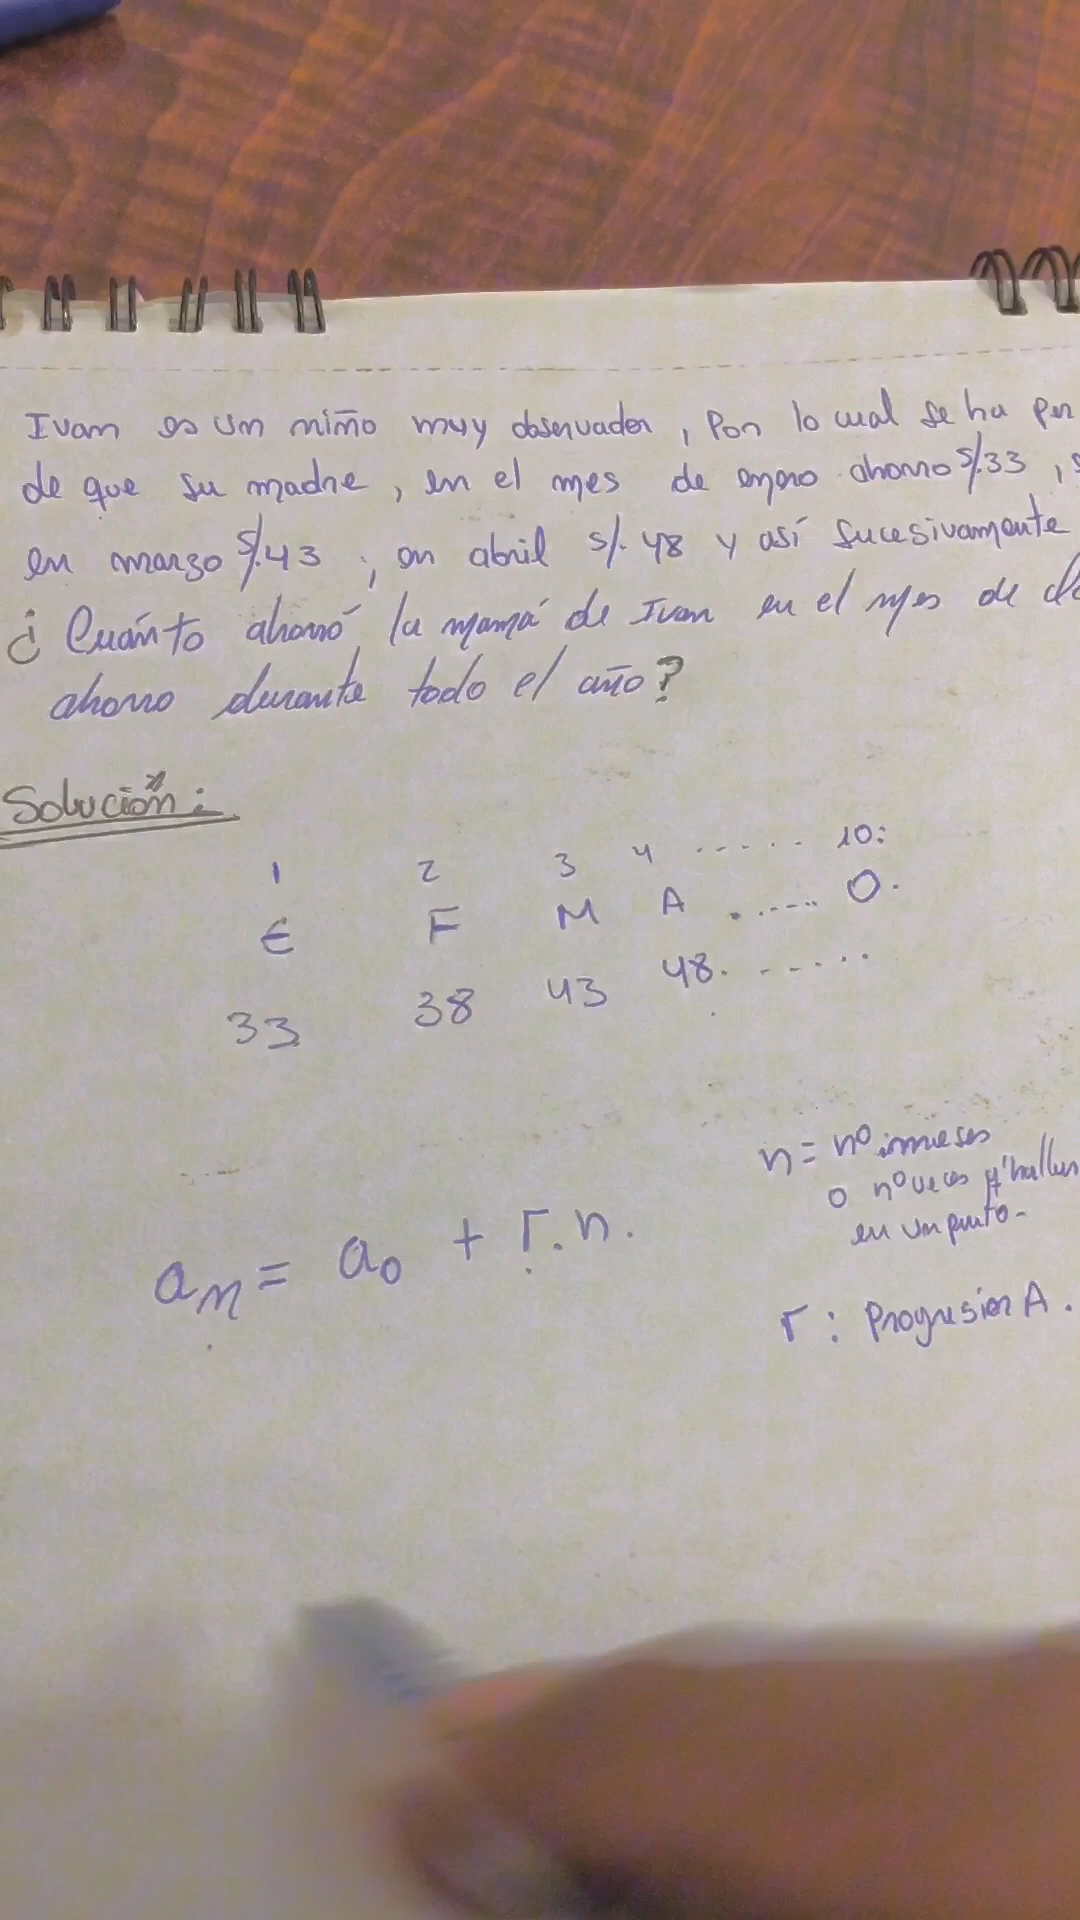 Ivan es un niño muy observador, Por lo cual se ha per
de que su madre, en el mes de enero ahorro S/.33,
en marzo S/.43, en abril S/. 48 y así sucesivamente
¿Cuánto ahorró la mamá de Ivan en el mes de
ahorro durante todo el año?
Solución:
1 2 3 4 ...... 10:
E F M A ...... O.
33 38 43 48. ......
n = nº meses
o nº veces q' hallus
en un punto.
an = a0 + r.n.
r: Progresión A.